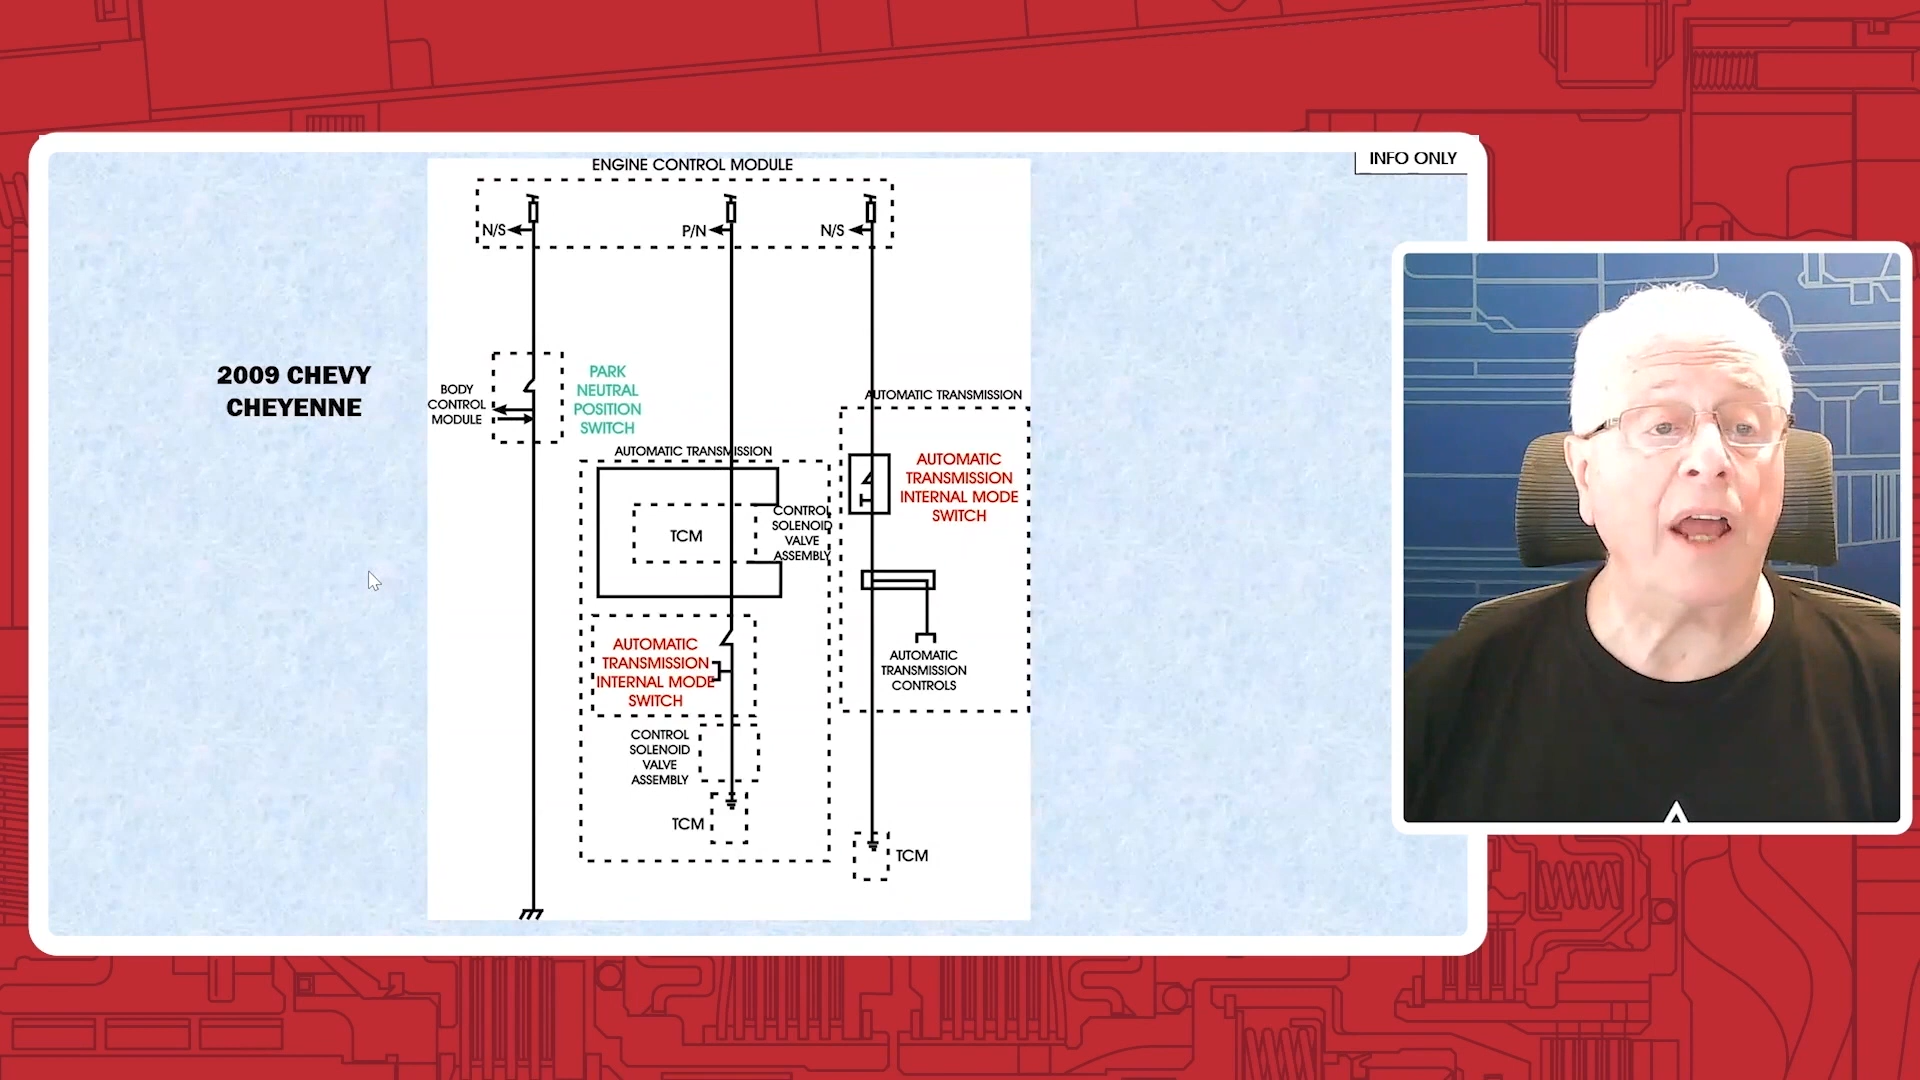 ENGINE CONTROL MODULE
INFO ONLY
N/S
P/N
N/S
2009 CHEVY
CHEYENNE
BODY
CONTROL
MODULE
PARK
NEUTRAL
POSITION
SWITCH
AUTOMATIC TRANSMISSION
AUTOMATIC TRANSMISSION
AUTOMATIC
TRANSMISSION
INTERNAL MODE
SWITCH
TCM
CONTROL
SOLENOID
VALVE
ASSEMBLY
AUTOMATIC
TRANSMISSION
INTERNAL MODE
SWITCH
AUTOMATIC
TRANSMISSION
CONTROLS
CONTROL
SOLENOID
VALVE
ASSEMBLY
TCM
TCM